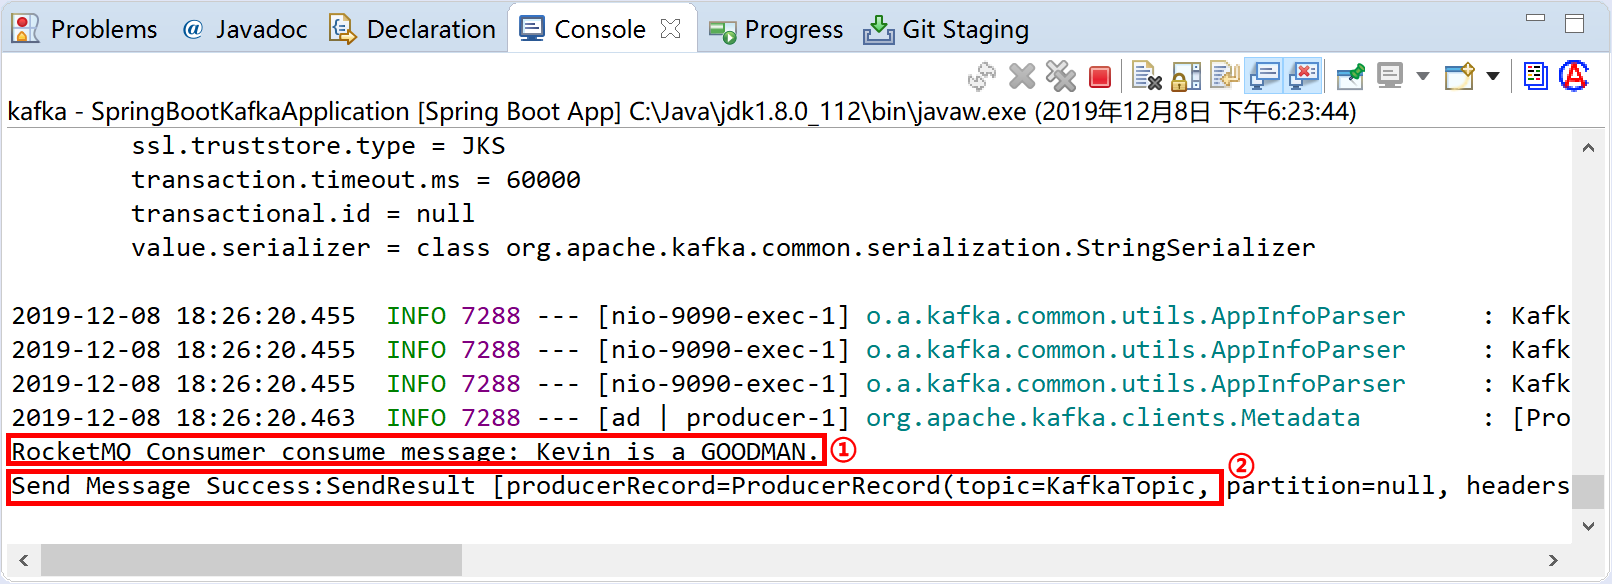 Problems @ Javadoc Declaration Console Progress Git Staging
kafka - SpringBootKafkaApplication [Spring Boot App] C:\Java\jdk1.8.0_112\bin\javaw.exe (2019年12月8日 下午6:23:44)
ssl.truststore.type = JKS
transaction.timeout.ms = 60000
transactional.id = null
value.serializer = class org.apache.kafka.common.serialization.StringSerializer
2019-12-08 18:26:20.455 INFO 7288 --- [nio-9090-exec-1] o.a.kafka.common.utils.AppInfoParser : Kafk
2019-12-08 18:26:20.455 INFO 7288 --- [nio-9090-exec-1] o.a.kafka.common.utils.AppInfoParser : Kafk
2019-12-08 18:26:20.455 INFO 7288 --- [nio-9090-exec-1] o.a.kafka.common.utils.AppInfoParser : Kafk
2019-12-08 18:26:20.463 INFO 7288 --- [ad | producer-1] org.apache.kafka.clients.Metadata : [Pro
RocketMQ Consumer consume message: Kevin is a GOODMAN. ①
Send Message Success:SendResult [producerRecord=ProducerRecord(topic=KafkaTopic, ② partition=null, headers